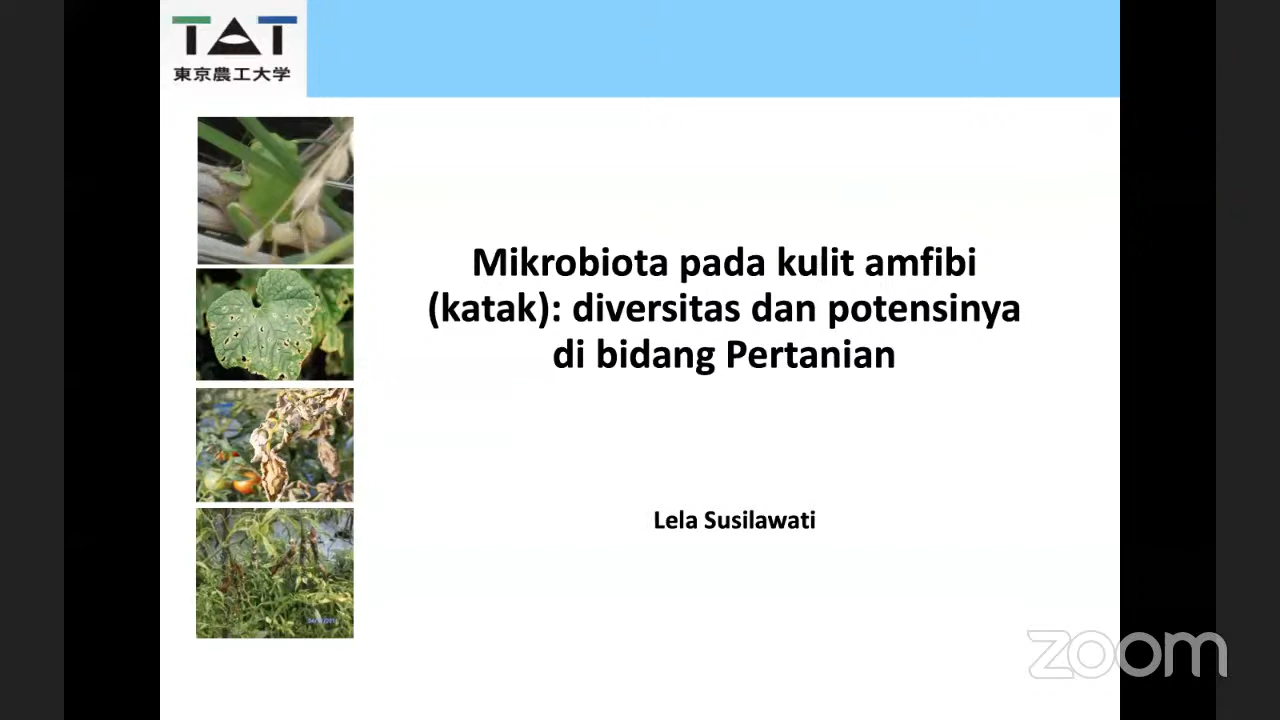 TAT
東京農工大学
Mikrobiota pada kulit amfibi
(katak): diversitas dan potensinya
di bidang Pertanian
Lela Susilawati
zoom